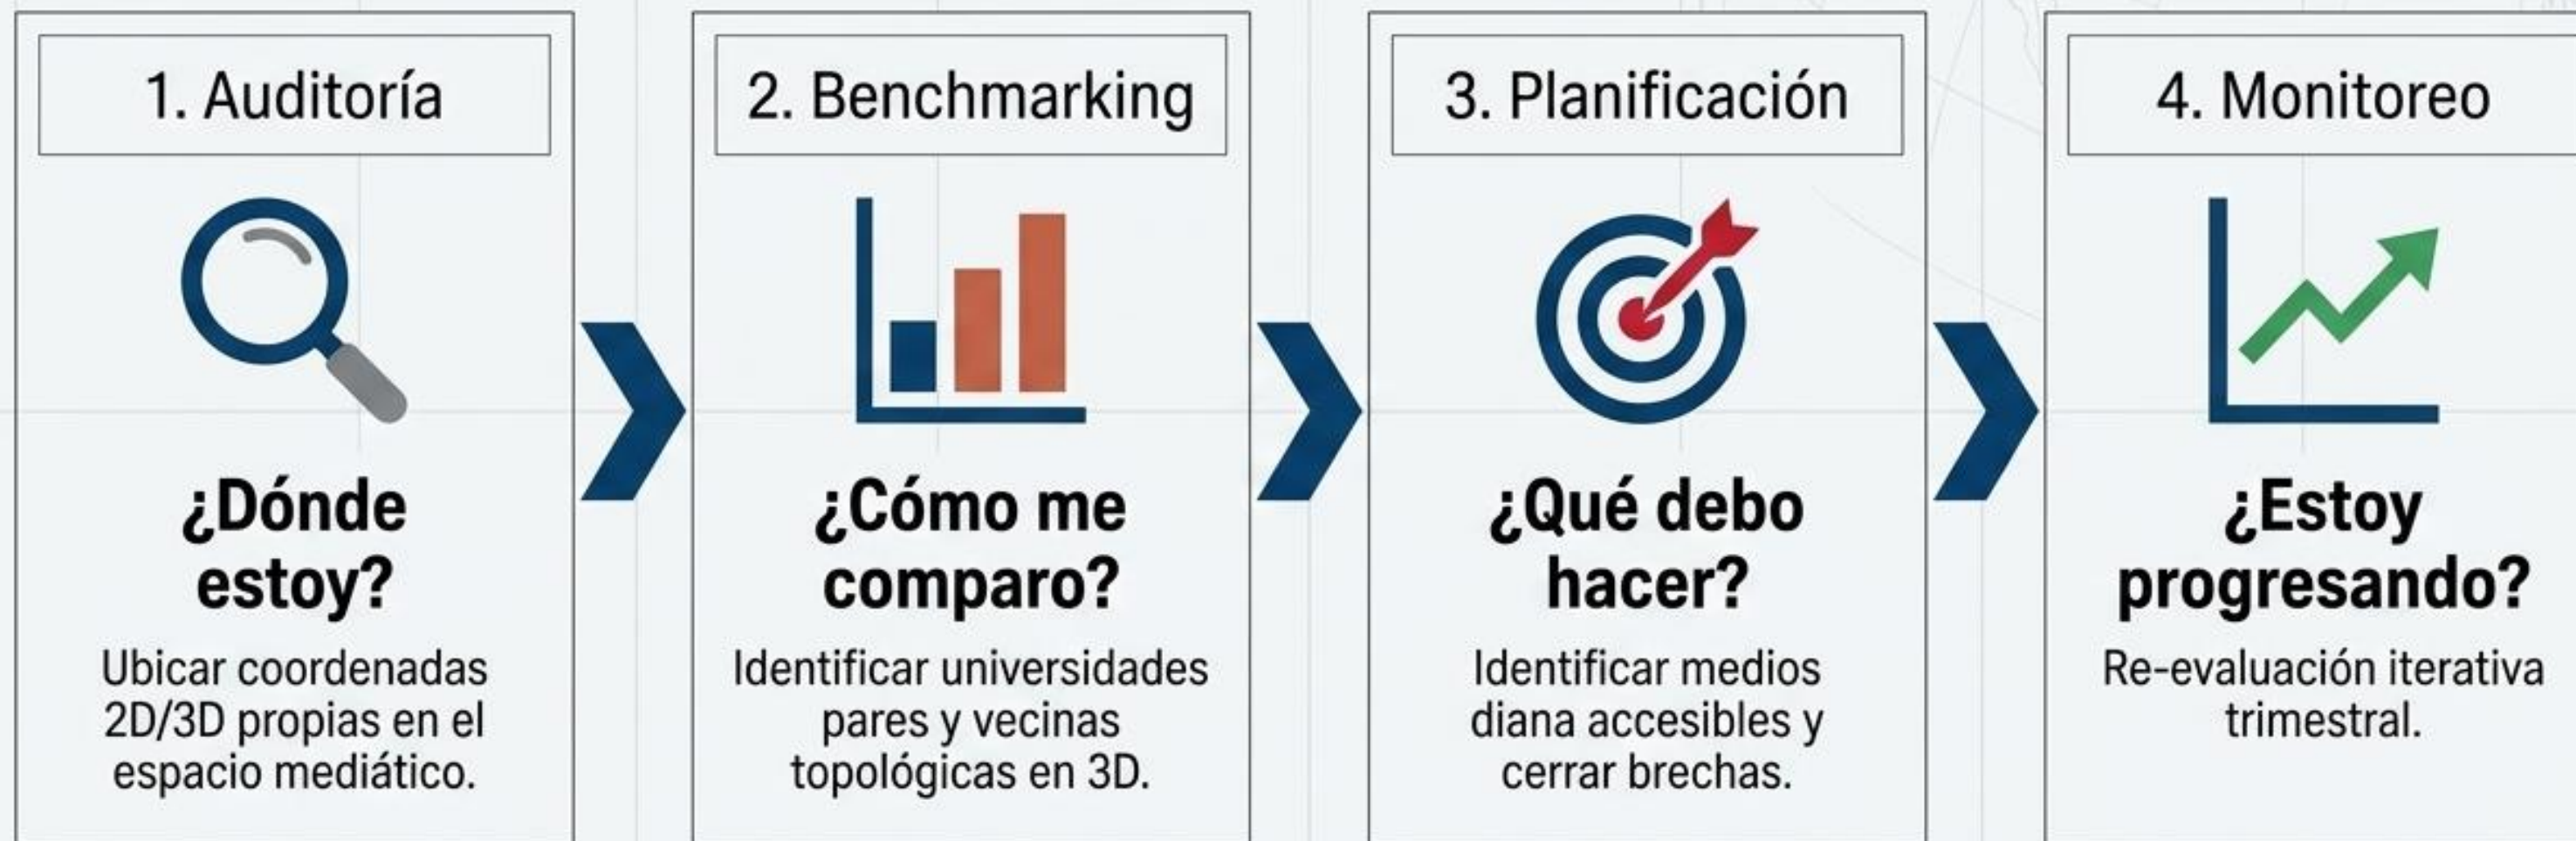 1. Auditoría
¿Dónde
estoy?
Ubicar coordenadas
2D/3D propias en el
espacio mediático.
2. Benchmarking
¿Cómo me
comparo?
Identificar universidades
pares y vecinas
topológicas en 3D.
3. Planificación
¿Qué debo
hacer?
Identificar medios
diana accesibles y
cerrar brechas.
4. Monitoreo
¿Estoy
progresando?
Re-evaluación iterativa
trimestral.